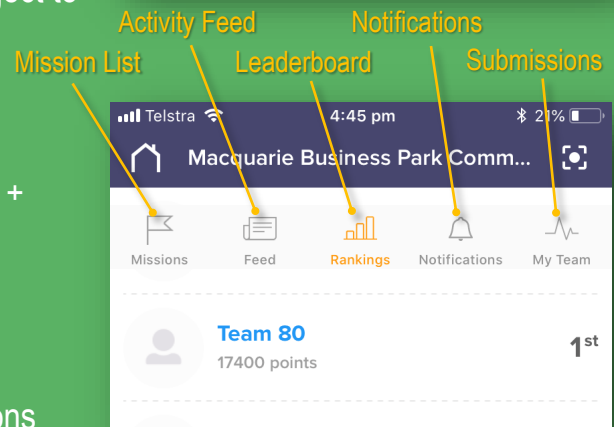 Activity Feed
Notifications
Mission List
Leaderboard
Submissions
Telstra
4:45 pm
21%
Macquarie Business Park Comm...
+
Missions
Feed
Rankings
Notifications
My Team
Team 80
1st
17400 points